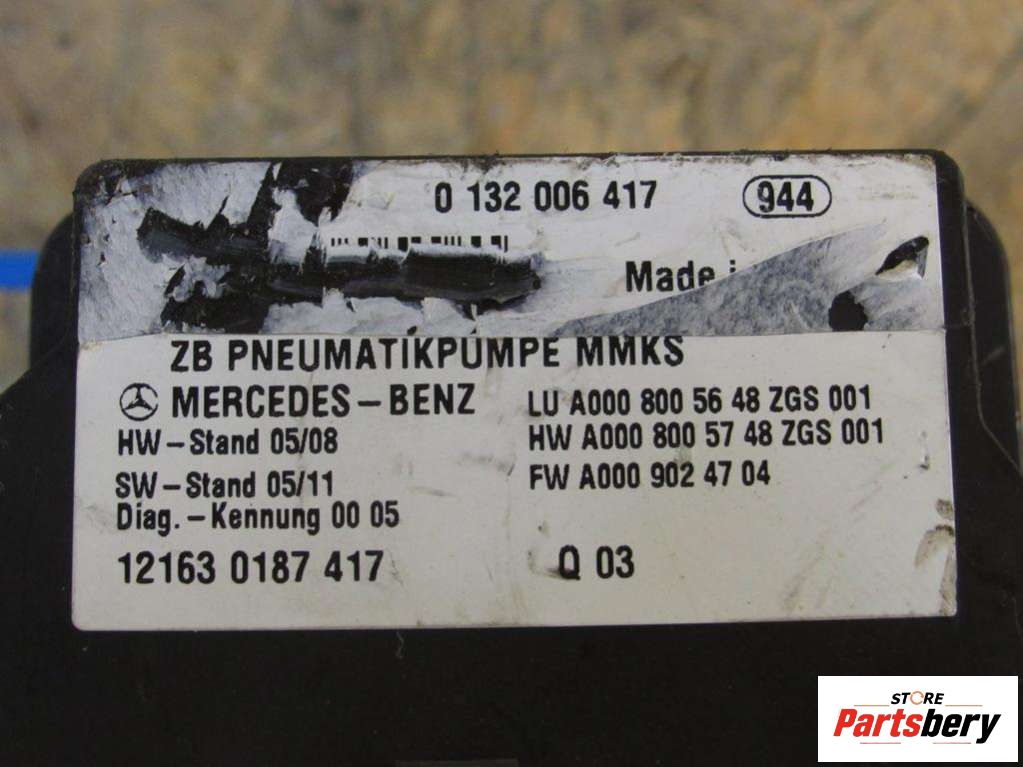 0 132 006 417 944
Made
ZB PNEUMATIKPUMPE MMKS
MERCEDES-BENZ
LU A000 800 56 48 ZGS 001
HW-Stand 05/08
HW A000 800 57 48 ZGS 001
SW-Stand 05/11
FW A000 902 47 04
Diag.-Kennung 00 05
12163 0187 417 Q 03
STORE
Partsbery